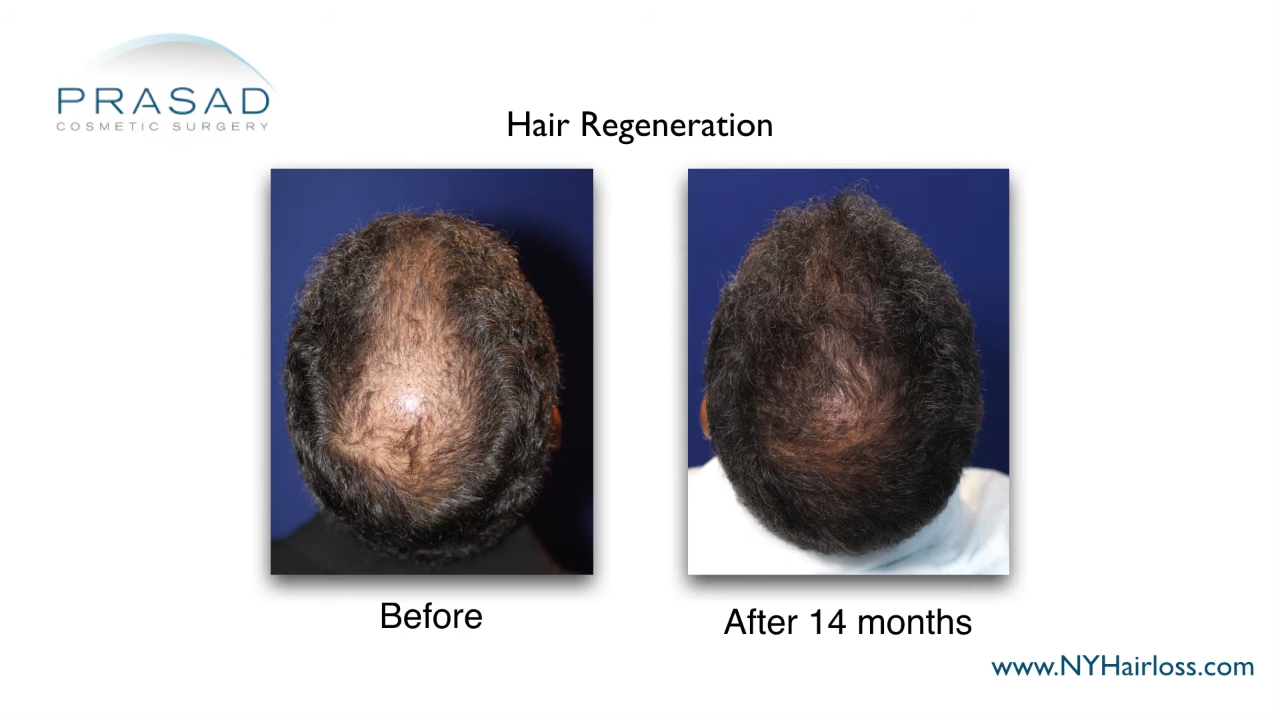 PRASAD
COSMETIC SURGERY
Hair Regeneration
Before
After 14 months
www.NYHairloss.com